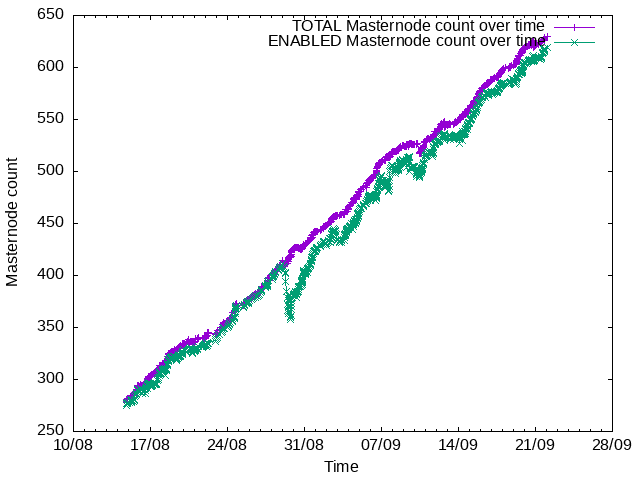 650
600
550
500
450
400
350
300
250
Masternode count
TOTAL Masternode count over time
ENABLED Masternode count over time
10/08 17/08 24/08 31/08 07/09 14/09 21/09 28/09
Time